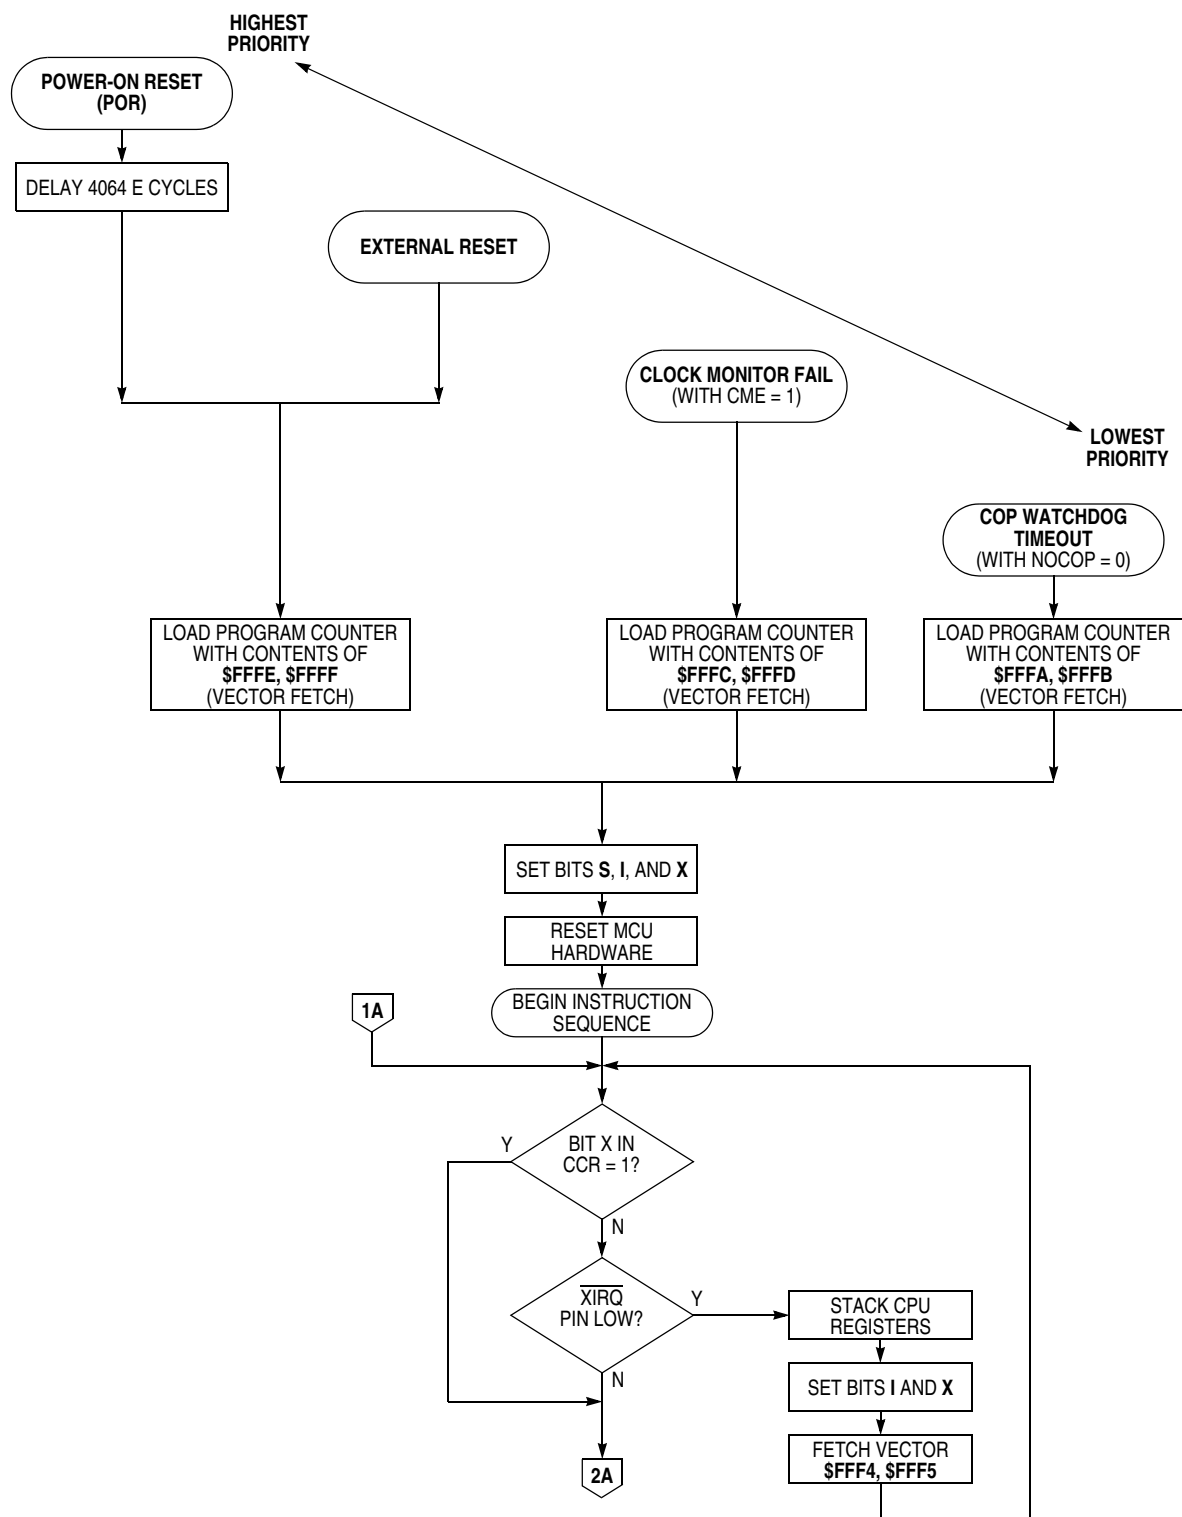 HIGHEST
PRIORITY
POWER-ON RESET
(POR)
DELAY 4064 E CYCLES
EXTERNAL RESET
CLOCK MONITOR FAIL
(WITH CME = 1)
LOWEST
PRIORITY
COP WATCHDOG
TIMEOUT
(WITH NOCOP = 0)
LOAD PROGRAM COUNTER
WITH CONTENTS OF
$FFFE, $FFFF
(VECTOR FETCH)
LOAD PROGRAM COUNTER
WITH CONTENTS OF
$FFFC, $FFFD
(VECTOR FETCH)
LOAD PROGRAM COUNTER
WITH CONTENTS OF
$FFFA, $FFFB
(VECTOR FETCH)
SET BITS S, I, AND X
RESET MCU
HARDWARE
1A
BEGIN INSTRUCTION
SEQUENCE
Y
BIT X IN
CCR = 1?
N
XIRQ
PIN LOW?
Y
STACK CPU
REGISTERS
N
SET BITS I AND X
FETCH VECTOR
$FFF4, $FFF5
2A